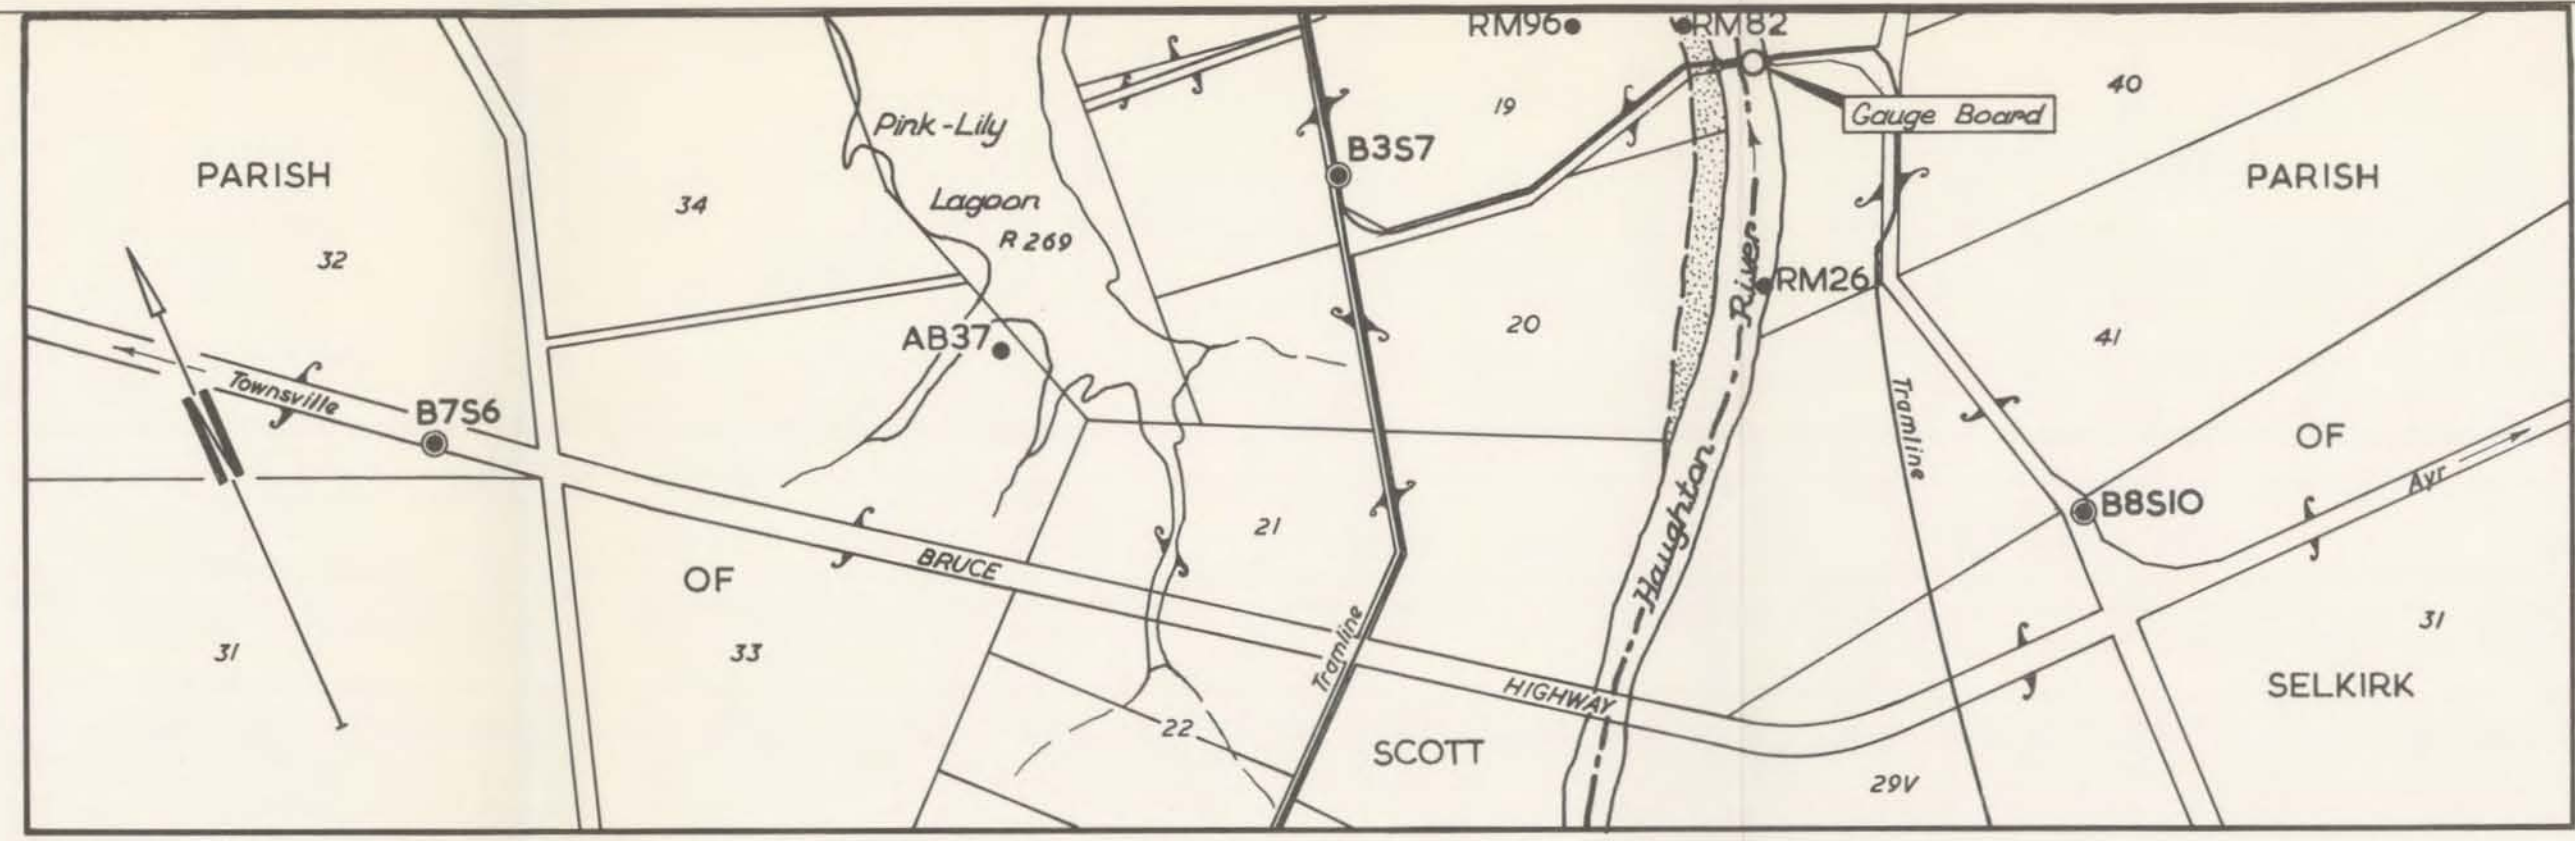 RM96
RM82
40
Gauge Board
19
Pink-Lily
B3S7
PARISH
PARISH
34
Lagoon
R 269
32
River
RM26
20
AB37
41
Townsville
B7S6
Tramline
OF
Ayr
B8S10
21
BRUCE
OF
Haughton
31
33
Tramline
31
SELKIRK
HIGHWAY
22
SCOTT
29V